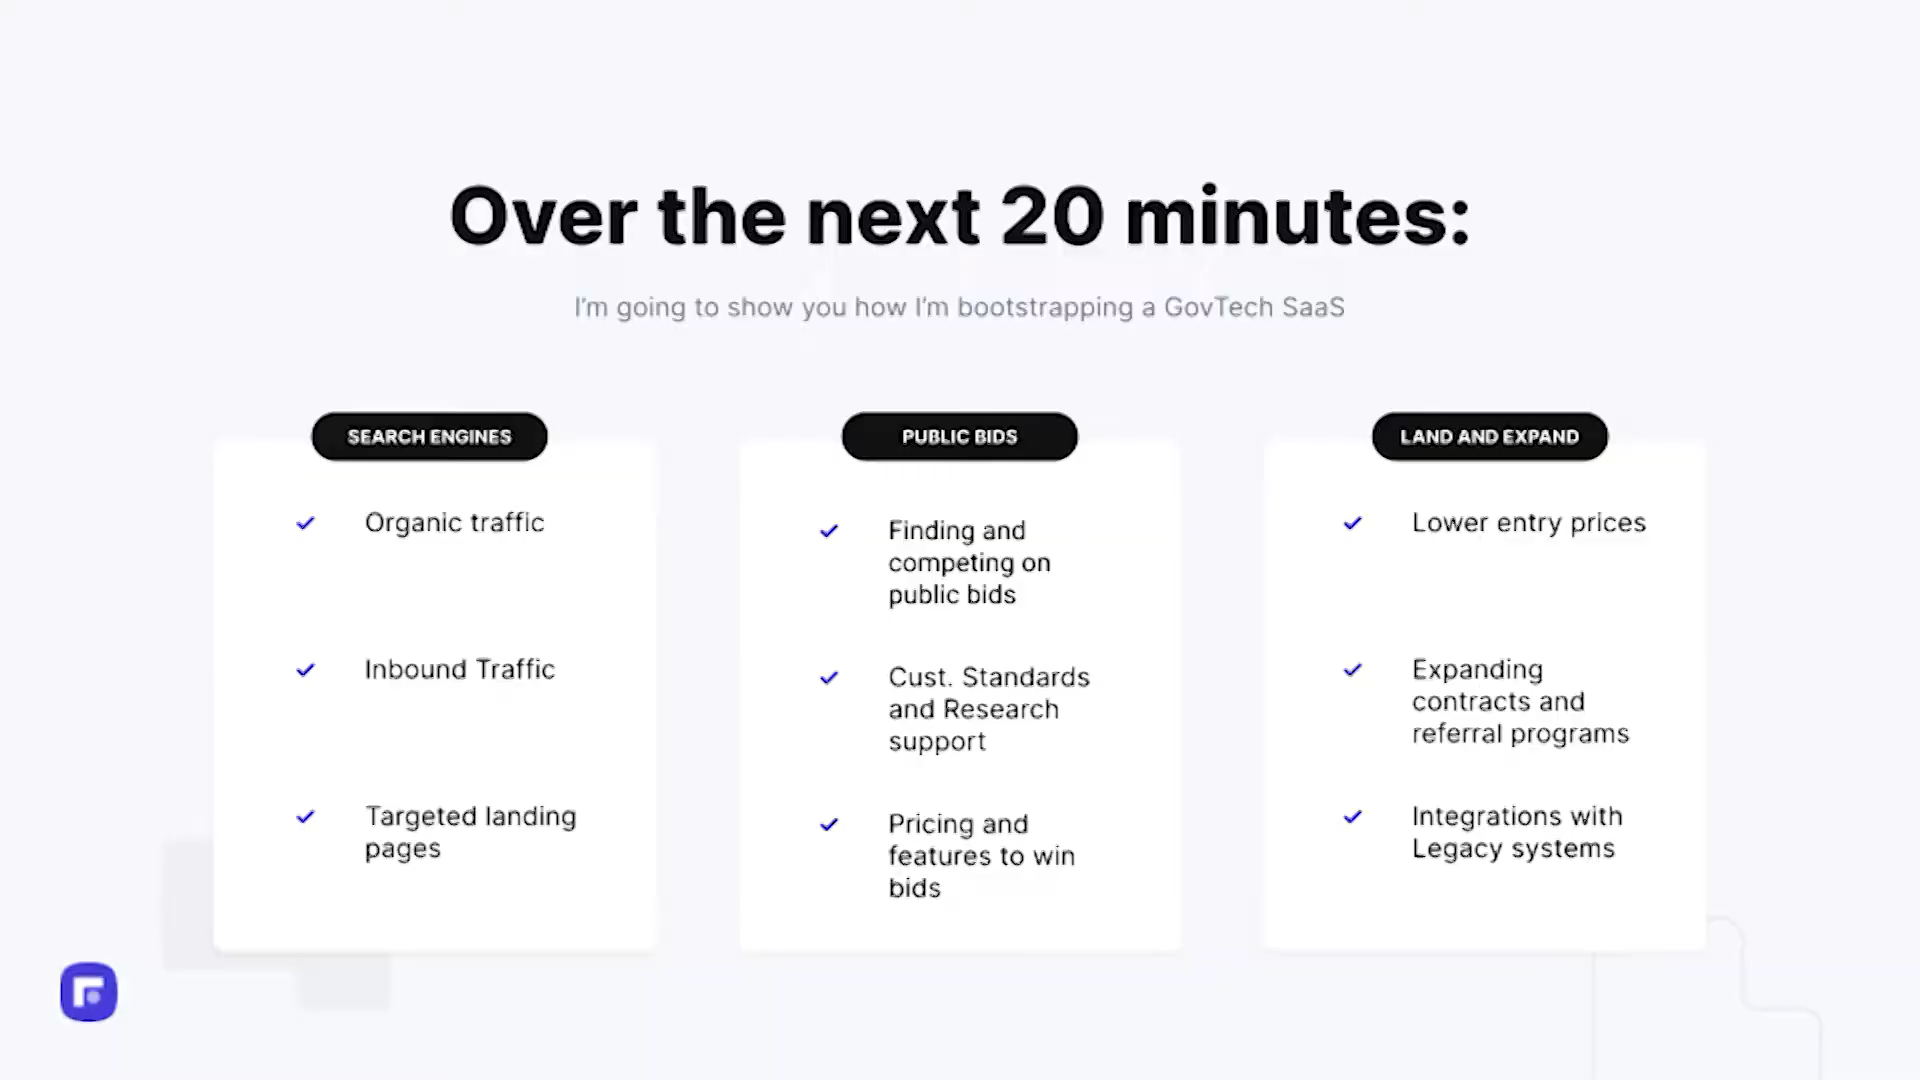 Over the next 20 minutes:
I'm going to show you how I'm bootstrapping a GovTech SaaS
SEARCH ENGINES
Organic traffic
Inbound Traffic
Targeted landing
pages
PUBLIC BIDS
Finding and
competing on
public bids
Cust. Standards
and Research
support
Pricing and
features to win
bids
LAND AND EXPAND
Lower entry prices
Expanding
contracts and
referral programs
Integrations with
Legacy systems